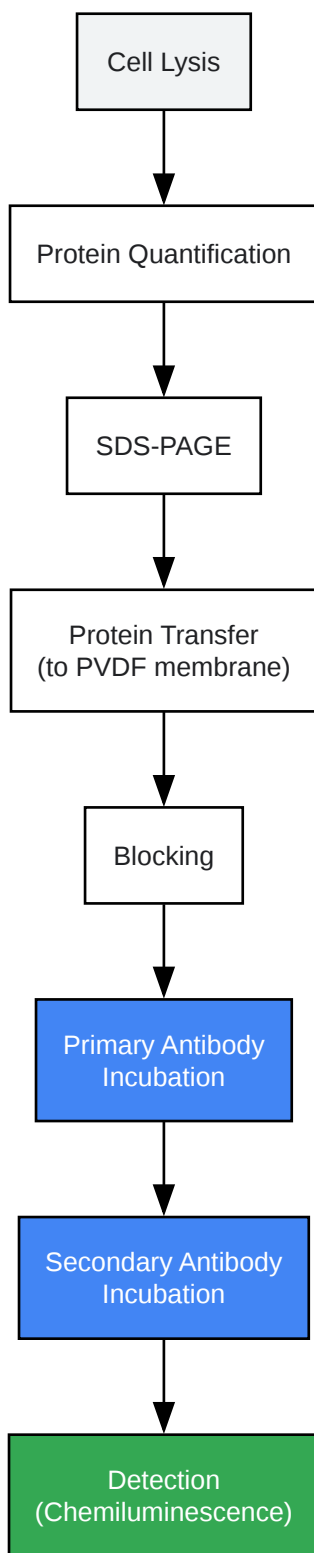 Cell Lysis
Protein Quantification
SDS-PAGE
Protein Transfer
(to PVDF membrane)
Blocking
Primary Antibody
Incubation
Secondary Antibody
Incubation
Detection
(Chemiluminescence)